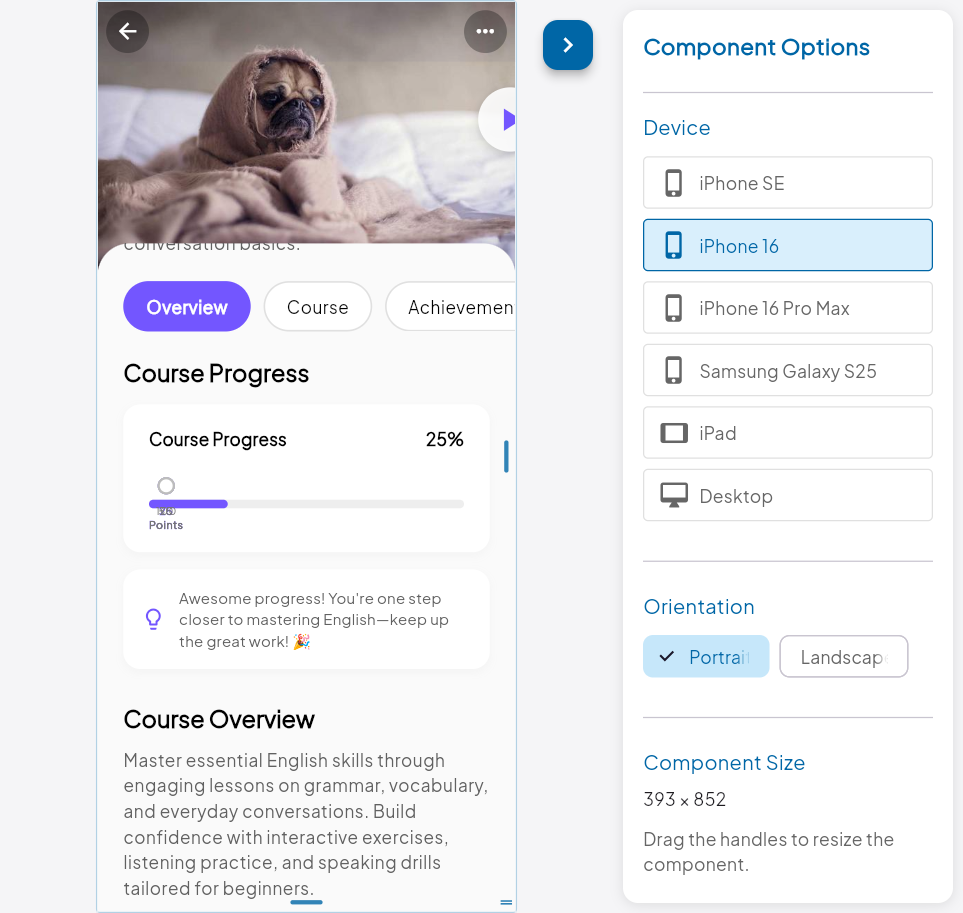 conversation basics.
Overview
Course
Achievemen
Course Progress
Course Progress
25%
Points
Awesome progress! You're one step
closer to mastering English—keep up
the great work! 🎉
Course Overview
Master essential English skills through
engaging lessons on grammar, vocabulary,
and everyday conversations. Build
confidence with interactive exercises,
listening practice, and speaking drills
tailored for beginners.
Component Options
Device
iPhone SE
iPhone 16
iPhone 16 Pro Max
Samsung Galaxy S25
iPad
Desktop
Orientation
Portrait
Landscape
Component Size
393 × 852
Drag the handles to resize the
component.